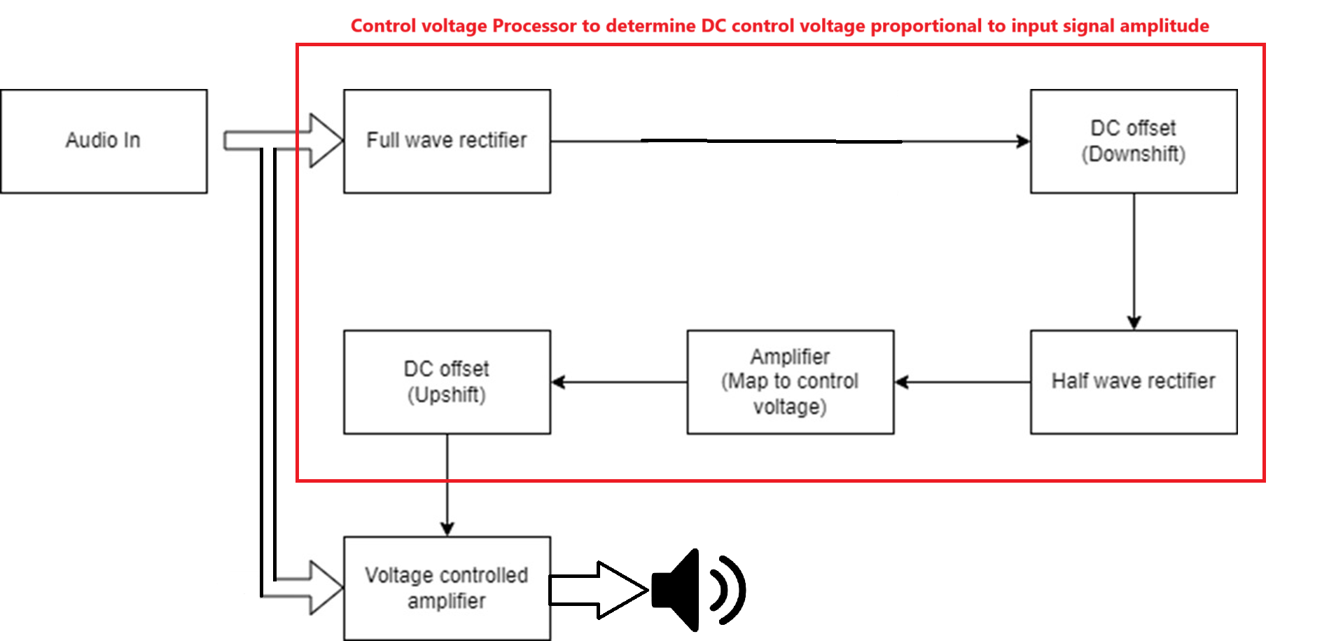 Control voltage Processor to determine DC control voltage proportional to input signal amplitude
Audio In
Full wave rectifier
DC offset
(Downshift)
DC offset
(Upshift)
Amplifier
(Map to control
voltage)
Half wave rectifier
Voltage controlled
amplifier